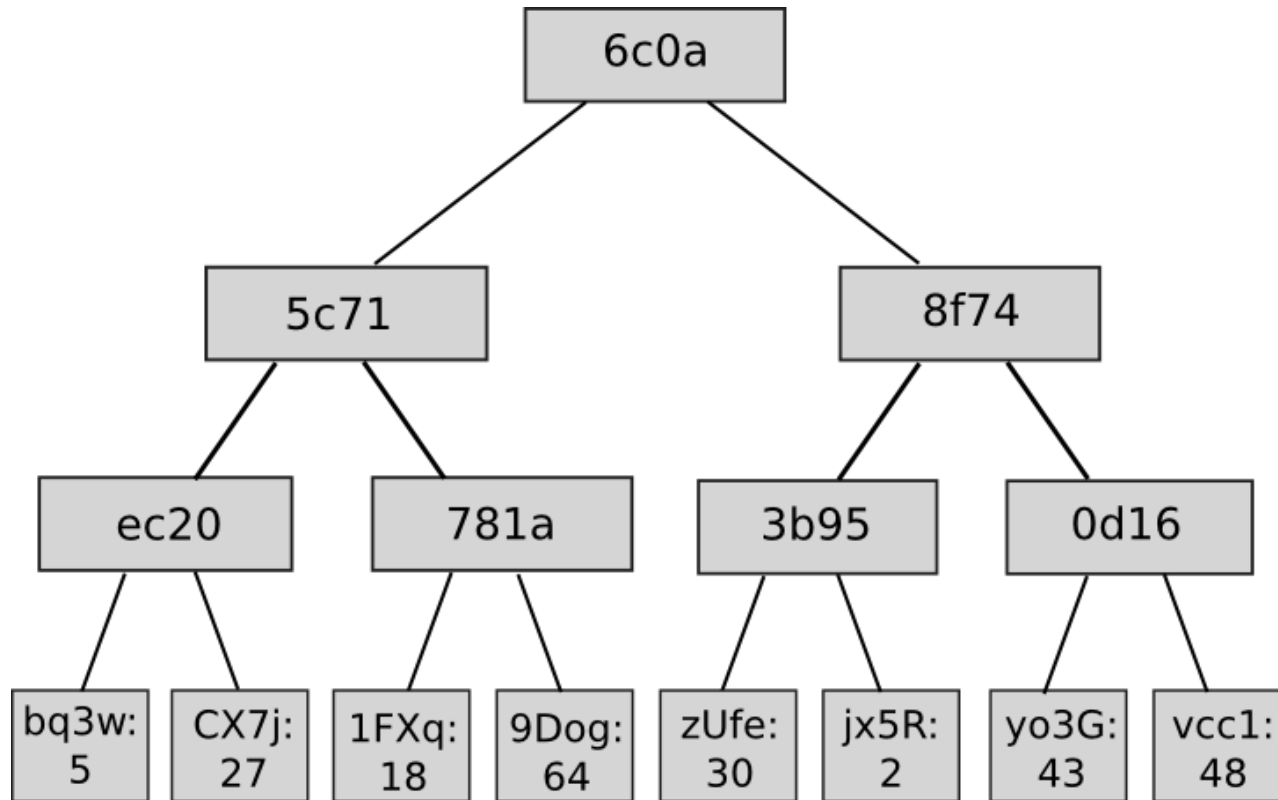 6c0a
5c71
8f74
ec20
781a
3b95
0d16
bq3w:
5
CX7j:
27
1FXq:
18
9Dog:
64
zUfe:
30
jx5R:
2
yo3G:
43
vcc1:
48